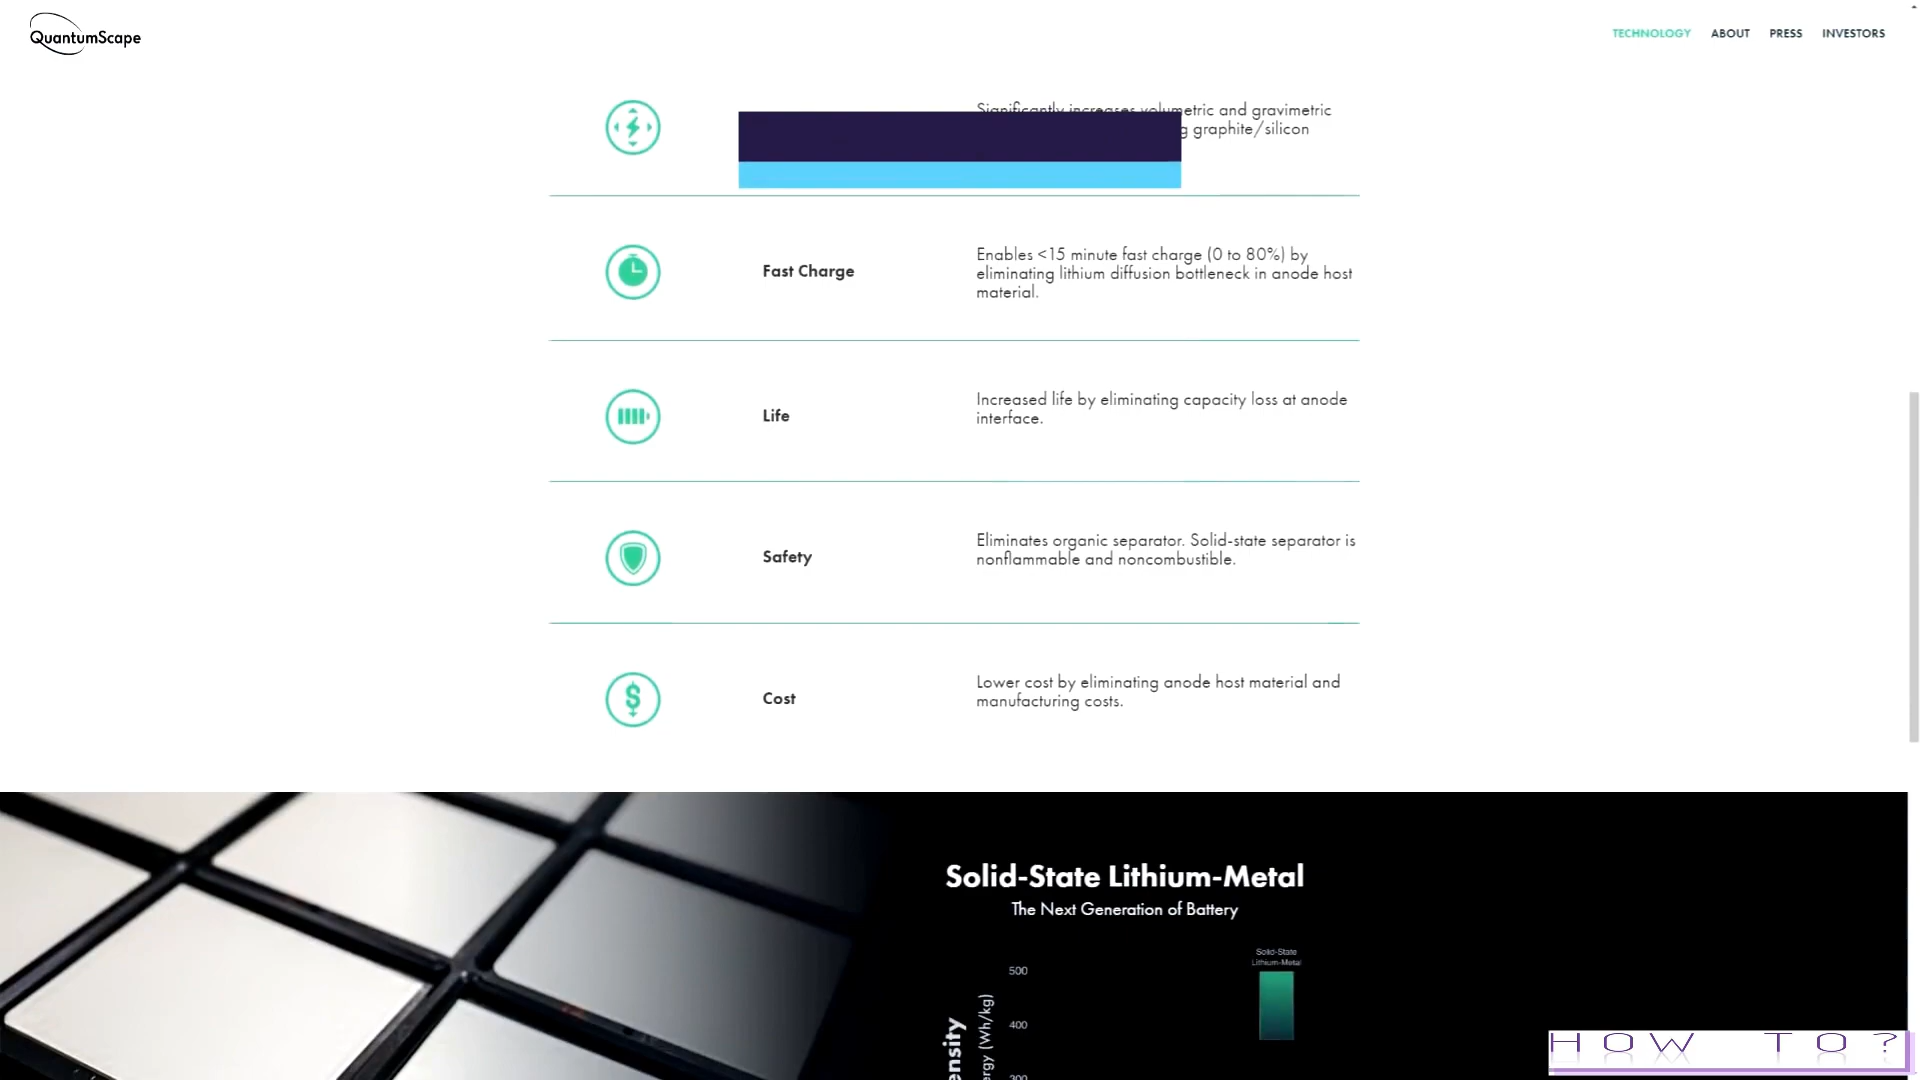 QuantumScape
TECHNOLOGY ABOUT PRESS INVESTORS
Significantly increases volumetric and gravimetric
graphite/silicon
Fast Charge
Enables <15 minute fast charge (0 to 80%) by
eliminating lithium diffusion bottleneck in anode host
material.
Life
Increased life by eliminating capacity loss at anode
interface.
Safety
Eliminates organic separator. Solid-state separator is
nonflammable and noncombustible.
Cost
Lower cost by eliminating anode host material and
manufacturing costs.
Solid-State Lithium-Metal
The Next Generation of Battery
Solid-State
Lithium-Metal
500
400
300
HOW TO?